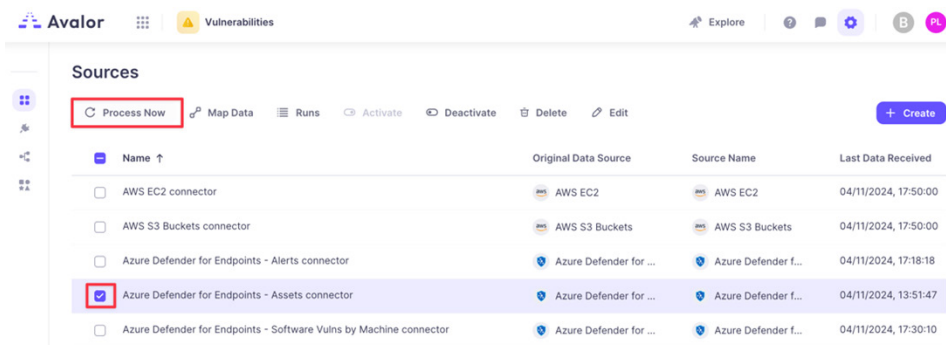 Avalor Vulnerabilities Explore B PL
Sources
Process Now Map Data Runs Activate Deactivate Delete Edit + Create
Name ↑ Original Data Source Source Name Last Data Received
AWS EC2 connector aws AWS EC2 aws AWS EC2 04/11/2024, 17:50:00
AWS S3 Buckets connector aws AWS S3 Buckets aws AWS S3 Buckets 04/11/2024, 17:50:00
Azure Defender for Endpoints - Alerts connector Azure Defender for ... Azure Defender f... 04/11/2024, 17:18:18
Azure Defender for Endpoints - Assets connector Azure Defender for ... Azure Defender f... 04/11/2024, 13:51:47
Azure Defender for Endpoints - Software Vulns by Machine connector Azure Defender for ... Azure Defender f... 04/11/2024, 17:30:10